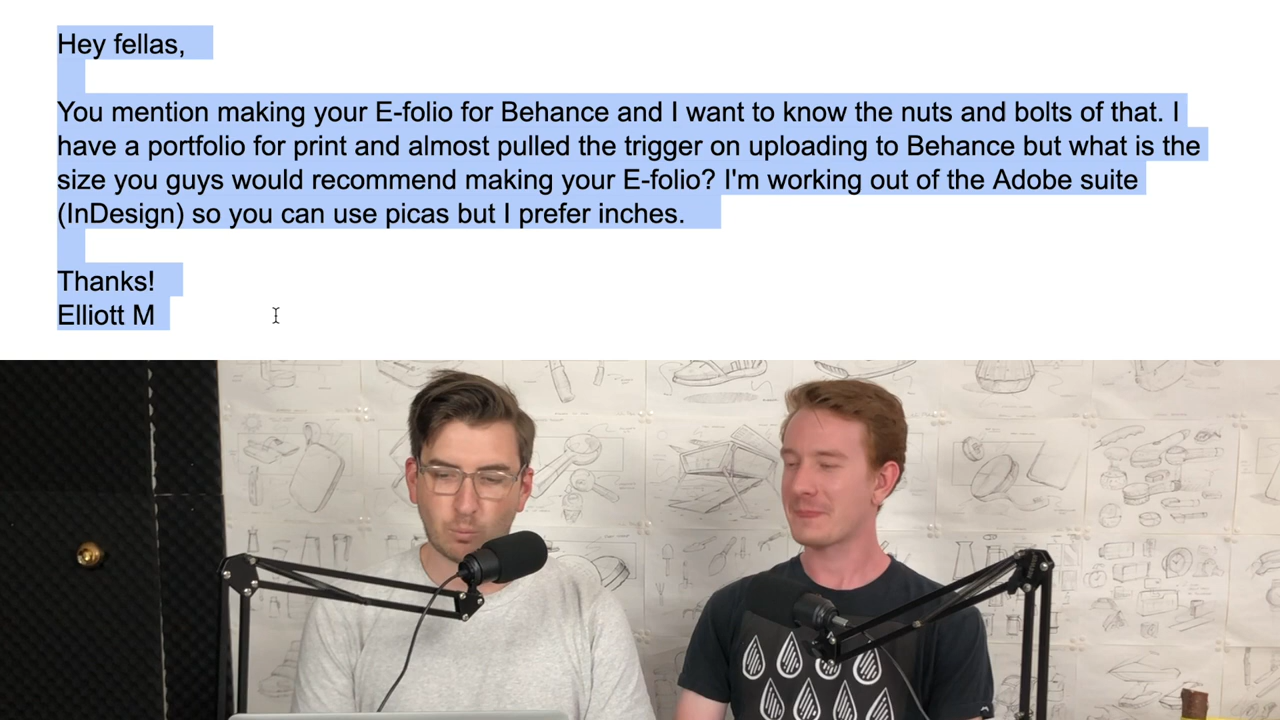 Hey fellas,
You mention making your E-folio for Behance and I want to know the nuts and bolts of that. I
have a portfolio for print and almost pulled the trigger on uploading to Behance but what is the
size you guys would recommend making your E-folio? I'm working out of the Adobe suite
(InDesign) so you can use picas but I prefer inches.
Thanks!
Elliott M